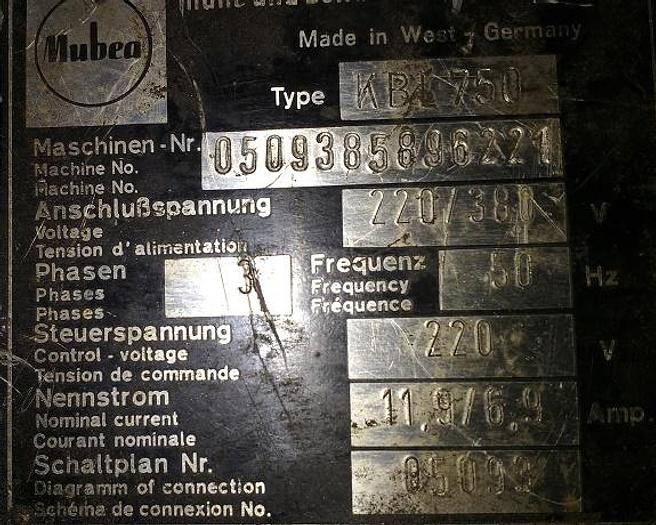 Mubea
Made in West - Germany
Type KBL 750
Maschinen-Nr. 0509385896221
Machine No.
Machine No.
Anschlußspannung 220/380 V
Voltage
Tension d'alimentation
Phasen 3 Frequenz 50 Hz
Phases Frequency
Phases Fréquence
Steuerspannung 220 V
Control - voltage
Tension de commande
Nennstrom 11.9/6.9 Amp.
Nominal current
Courant nominale
Schaltplan Nr.
Diagramm of connection
Schéma de connexion No.